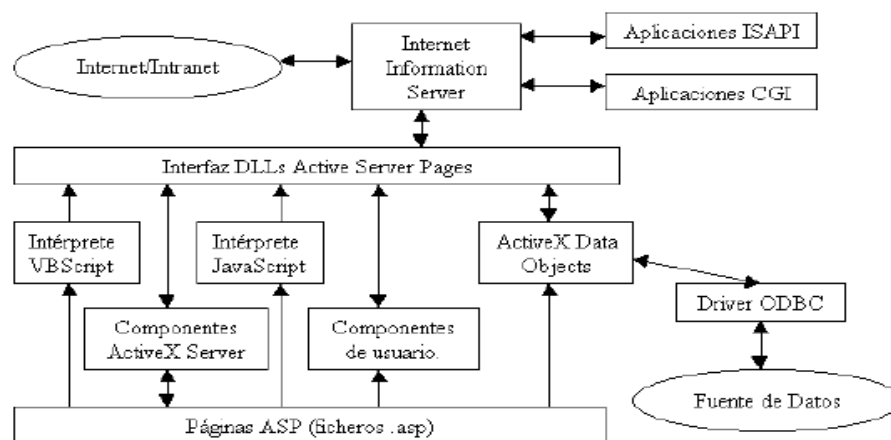 Internet/Intranet
Internet
Information
Server
Aplicaciones ISAPI
Aplicaciones CGI
Interfaz DLLs Active Server Pages
Intérprete
VBScript
Intérprete
JavaScript
ActiveX Data
Objects
Driver ODBC
Componentes
ActiveX Server
Componentes
de usuario.
Fuente de Datos
Páginas ASP (ficheros .asp)